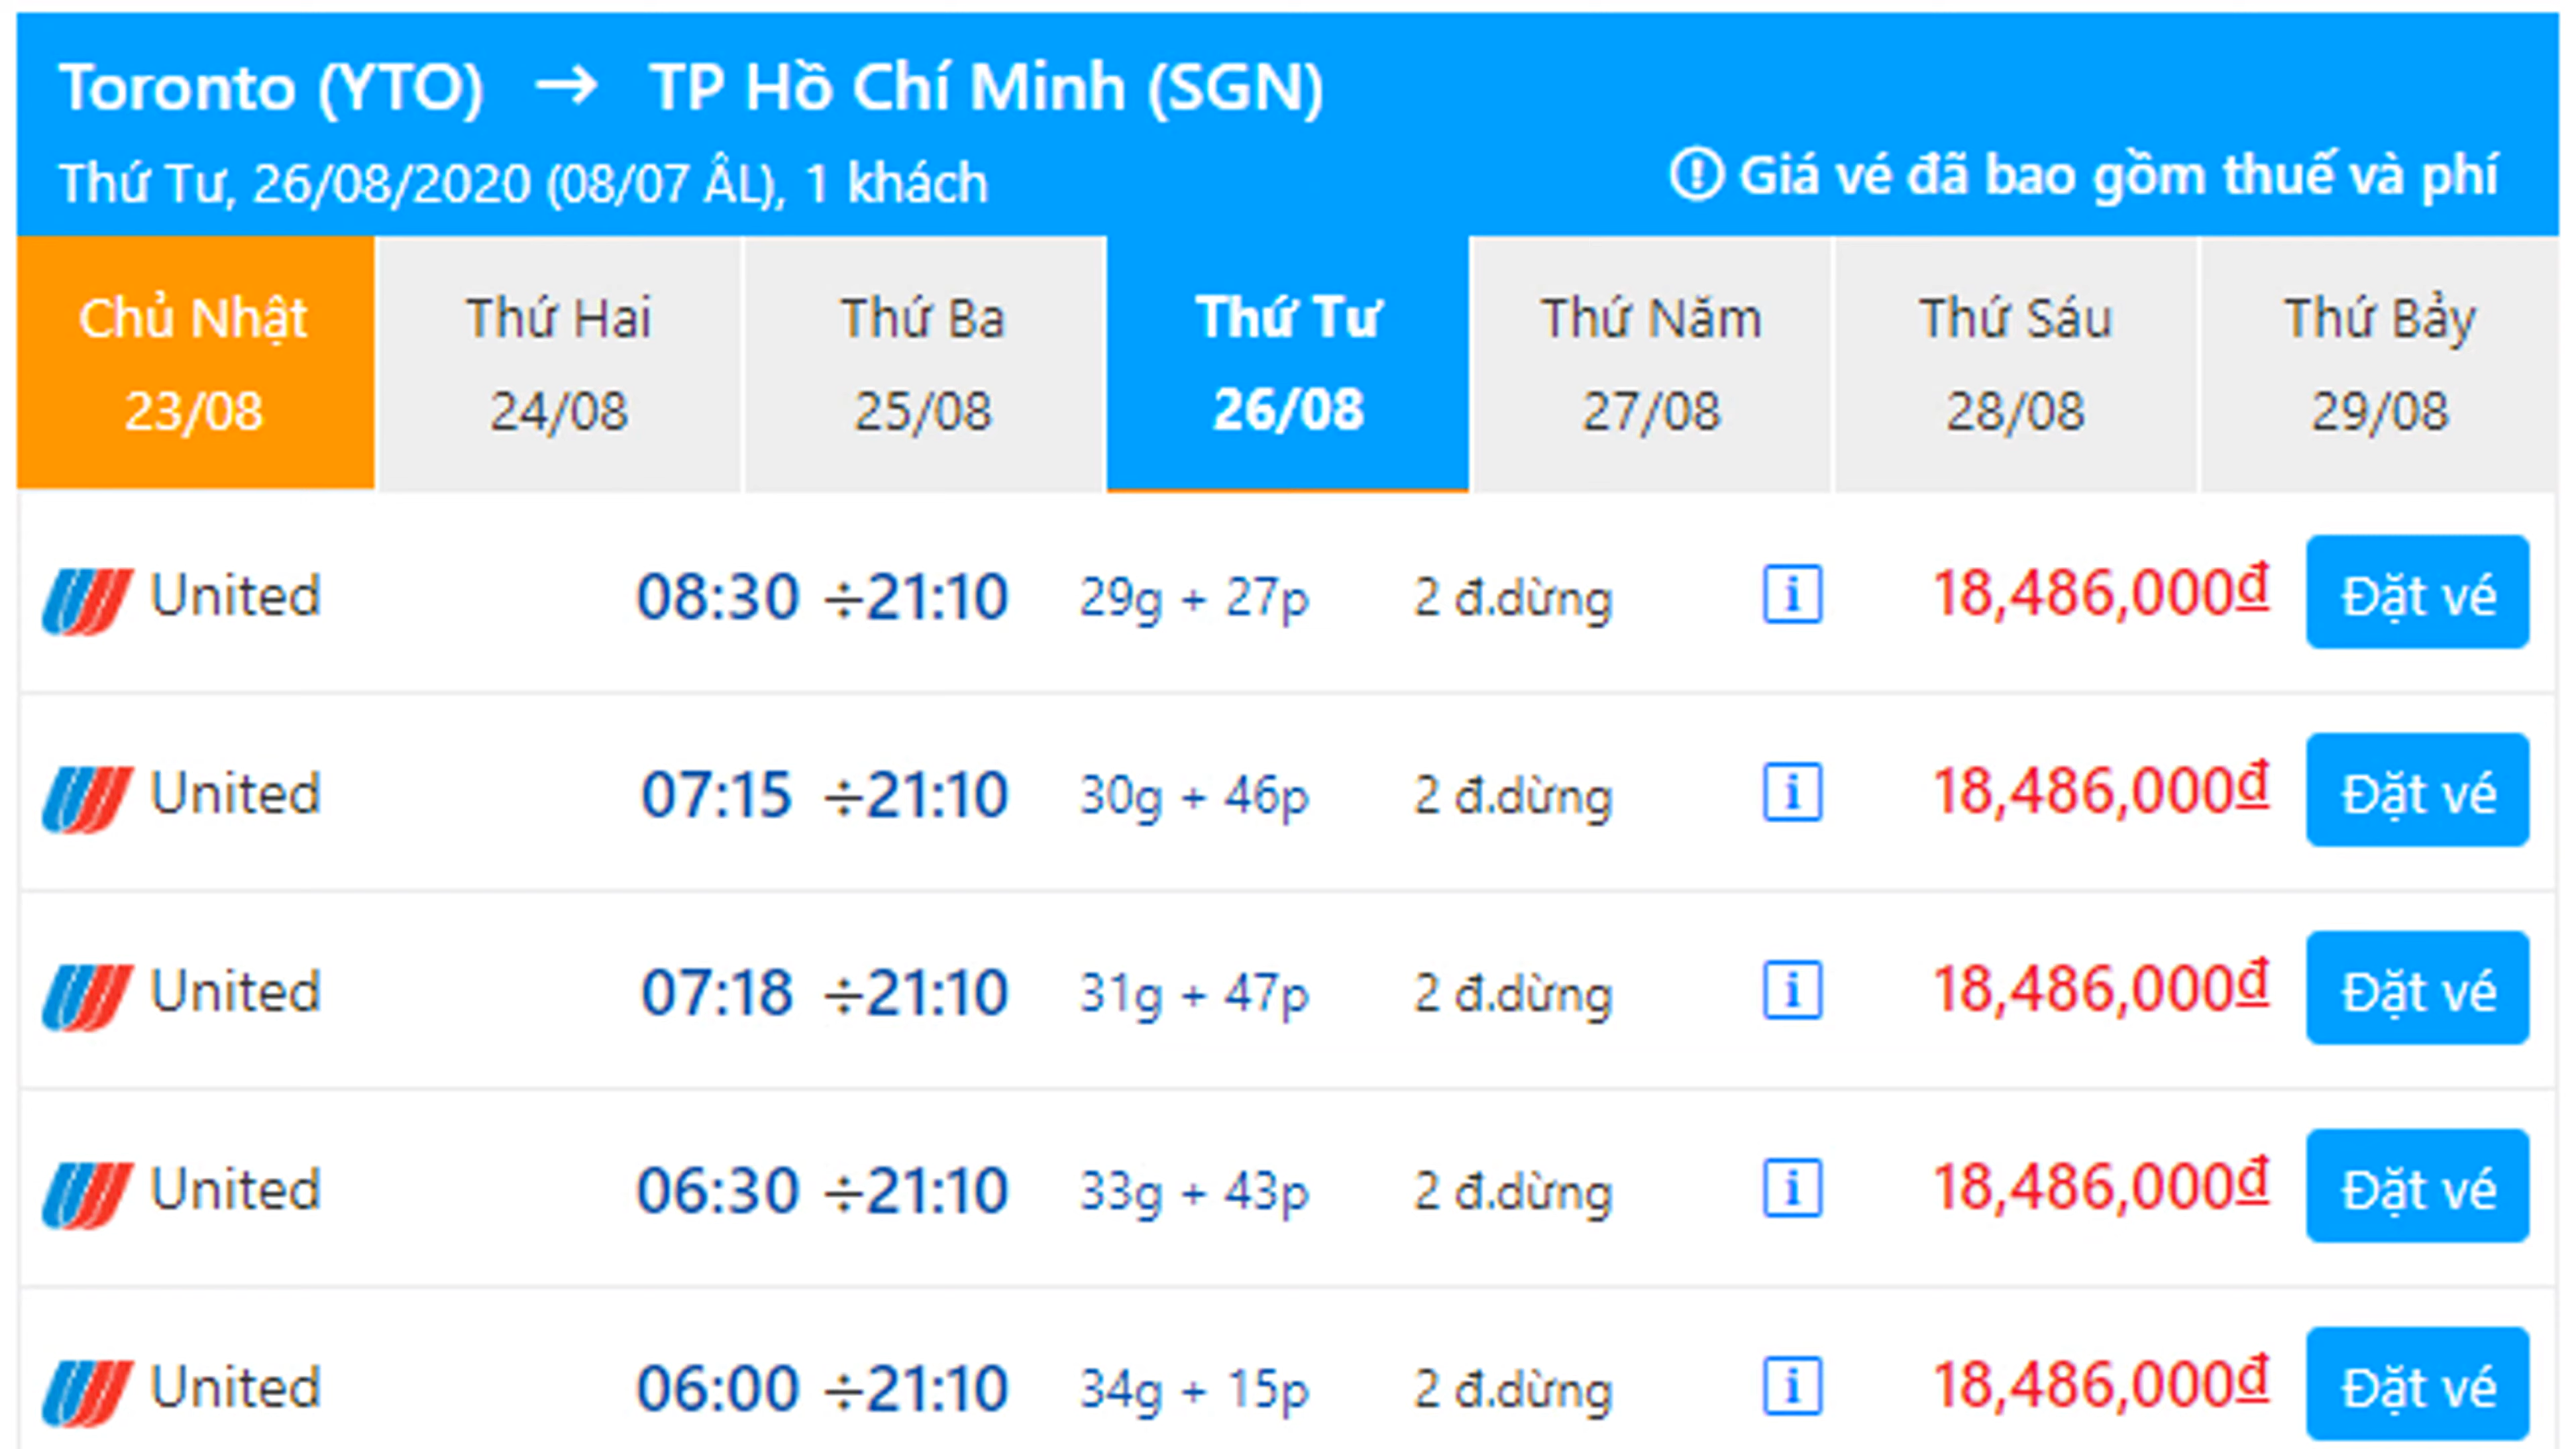 Toronto (YTO) → TP Hồ Chí Minh (SGN)
Thứ Tư, 26/08/2020 (08/07 ÂL), 1 khách
Giá vé đã bao gồm thuế và phí
Chủ Nhật Thứ Hai Thứ Ba Thứ Tư Thứ Năm Thứ Sáu Thứ Bảy
23/08 24/08 25/08 26/08 27/08 28/08 29/08
United 08:30 ÷21:10 29g + 27p 2 đ.dừng i 18,486,000đ Đặt vé
United 07:15 ÷21:10 30g + 46p 2 đ.dừng i 18,486,000đ Đặt vé
United 07:18 ÷21:10 31g + 47p 2 đ.dừng i 18,486,000đ Đặt vé
United 06:30 ÷21:10 33g + 43p 2 đ.dừng i 18,486,000đ Đặt vé
United 06:00 ÷21:10 34g + 15p 2 đ.dừng i 18,486,000đ Đặt vé